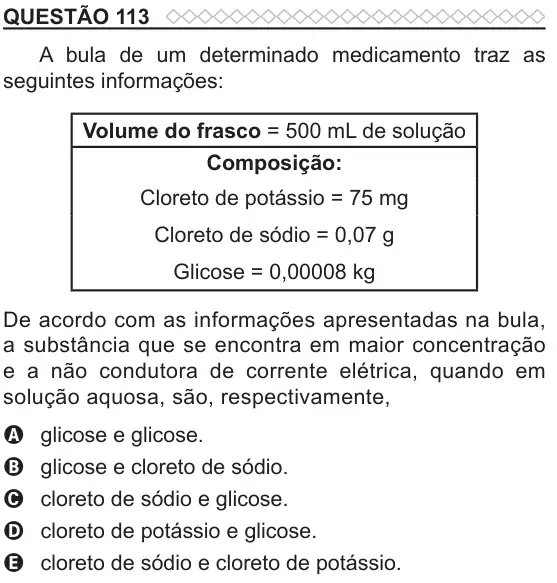 QUESTÃO 113
A bula de um determinado medicamento traz as
seguintes informações:
Volume do frasco = 500 mL de solução
Composição:
Cloreto de potássio = 75 mg
Cloreto de sódio = 0,07 g
Glicose = 0,00008 kg
De acordo com as informações apresentadas na bula,
a substância que se encontra em maior concentração
e a não condutora de corrente elétrica, quando em
solução aquosa, são, respectivamente,
A glicose e glicose.
B glicose e cloreto de sódio.
C cloreto de sódio e glicose.
D cloreto de potássio e glicose.
E cloreto de sódio e cloreto de potássio.